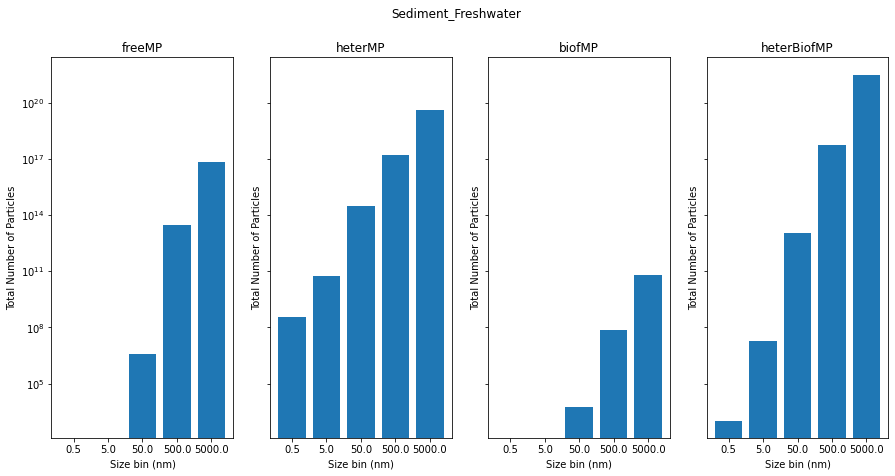 Sediment_Freshwater
freeMP
heterMP
biofMP
heterBiofMP
Total Number of Particles
10^20
10^17
10^14
10^11
10^8
10^5
0.5 5.0 50.0 500.0 5000.0
Size bin (nm)
Total Number of Particles
0.5 5.0 50.0 500.0 5000.0
Size bin (nm)
Total Number of Particles
0.5 5.0 50.0 500.0 5000.0
Size bin (nm)
Total Number of Particles
0.5 5.0 50.0 500.0 5000.0
Size bin (nm)